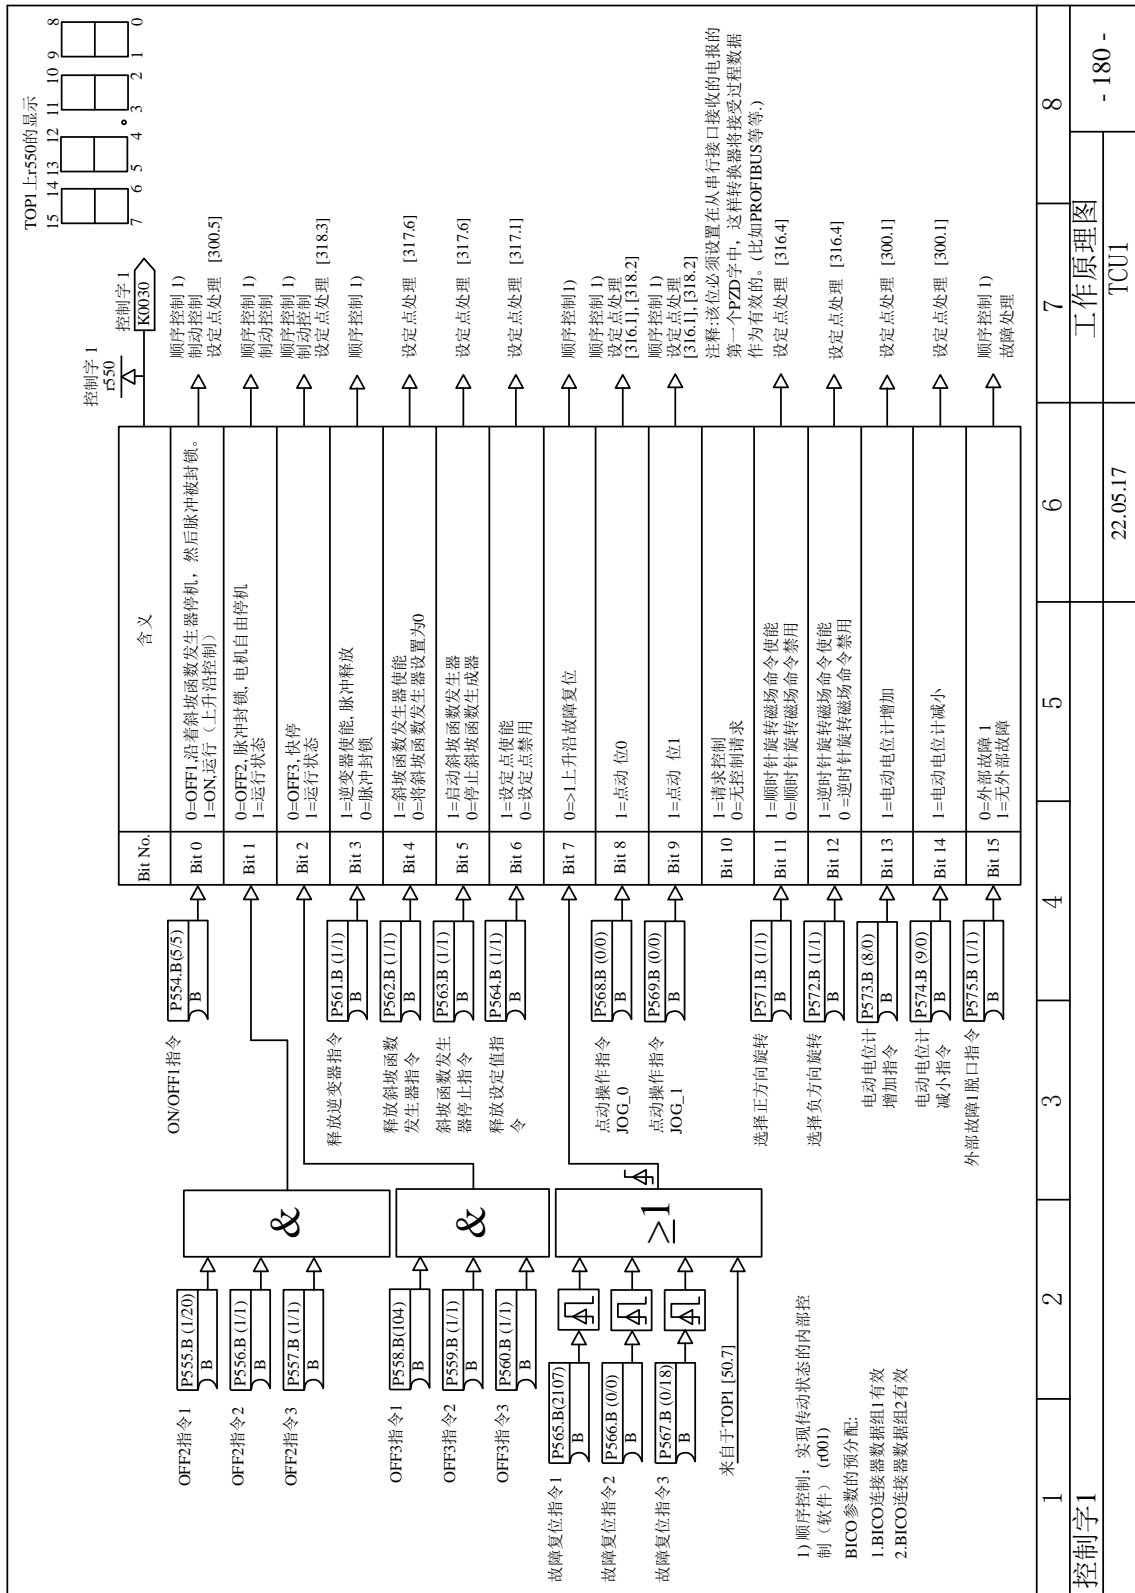 TOP1上r550的显示
15 14 13 12 11 10 9 8
7 6 5 4 3 2 1 0
控制字 1
r550
控制字 1
K0030
Bit No.
含义
ON/OFF1指令
P554.B(5/5)
B
Bit 0
0=OFF1,沿着斜坡函数发生器停机，然后脉冲被封锁。
1=ON,运行（上升沿控制）
顺序控制 1)
制动控制
设定点处理 [300.5]
OFF2指令1
P555.B (1/20)
B
OFF2指令2
P556.B (1/1)
B
OFF2指令3
P557.B (1/1)
B
&
Bit 1
0=OFF2, 脉冲封锁, 电机自由停机
1=运行状态
顺序控制 1)
制动控制
OFF3指令1
P558.B(104)
B
OFF3指令2
P559.B (1/1)
B
OFF3指令3
P560.B (1/1)
B
&
Bit 2
0=OFF3, 快停
1=运行状态
顺序控制 1)
制动控制
设定点处理 [318.3]
释放逆变器指令
P561.B (1/1)
B
Bit 3
1=逆变器使能, 脉冲释放
0=脉冲封锁
顺序控制 1)
释放斜坡函数
发生器指令
P562.B (1/1)
B
Bit 4
1=斜坡函数发生器使能
0=将斜坡函数发生器设置为0
设定点处理 [317.6]
斜坡函数发生
器停止指令
P563.B (1/1)
B
Bit 5
1=启动斜坡函数发生器
0=停止斜坡函数生成器
设定点处理 [317.6]
释放设定值指
令
P564.B (1/1)
B
Bit 6
1=设定点使能
0=设定点禁用
设定点处理 [317.1]
故障复位指令1
P565.B(2107)
B
故障复位指令2
P566.B (0/0)
B
故障复位指令3
P567.B (0/18)
B
来自于TOP1 [50.7]
≥1
Bit 7
0=>1上升沿故障复位
顺序控制1)
点动操作指令
JOG_0
P568.B (0/0)
B
Bit 8
1=点动 位0
顺序控制 1)
设定点处理
[316.1], [318.2]
点动操作指令
JOG_1
P569.B (0/0)
B
Bit 9
1=点动 位1
顺序控制 1)
设定点处理
[316.1], [318.2]
Bit 10
1=请求控制
0=无控制请求
注释:该位必须设置在从串行接口接收的电报的
第一个PZD字中，这样转换器将接受过程数据
作为有效的。(比如PROFIBUS等等.)
选择正方向旋转
P571.B (1/1)
B
Bit 11
1=顺时针旋转磁场命令使能
0=顺时针旋转磁场命令禁用
设定点处理 [316.4]
选择负方向旋转
P572.B (1/1)
B
Bit 12
1=逆时针旋转磁场命令使能
0 =逆时针旋转磁场命令禁用
设定点处理 [316.4]
电动电位计
增加指令
P573.B (8/0)
B
Bit 13
1=电动电位计增加
设定点处理 [300.1]
电动电位计
减小指令
P574.B (9/0)
B
Bit 14
1=电动电位计减小
设定点处理 [300.1]
外部故障1脱口指令
P575.B (1/1)
B
Bit 15
0=外部故障 1
1=无外部故障
顺序控制 1)
故障处理
1) 顺序控制：实现传动状态的内部控
制（软件） (r001)
BICO参数的预分配:
1.BICO连接器数据组1有效
2.BICO连接器数据组2有效
1 2 3 4 5 6 7 8
控制字1
22.05.17
工作原理图
TCU1
- 180 -